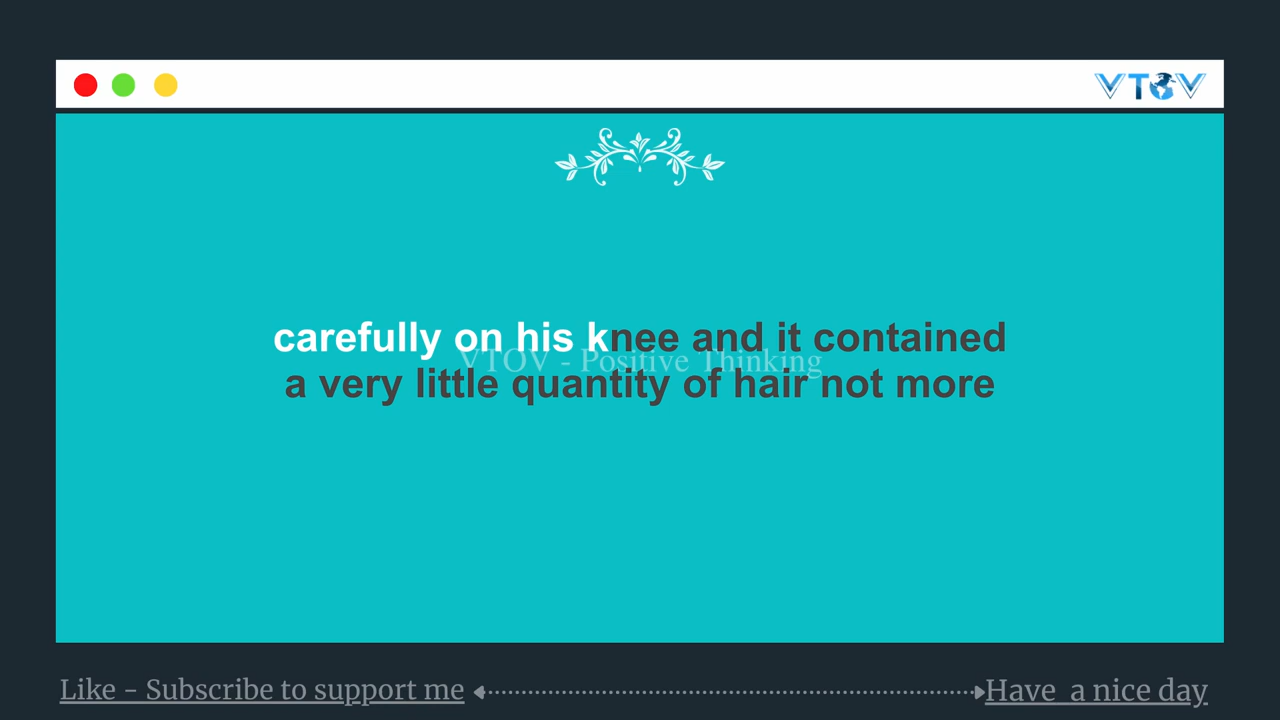 VTOV
carefully on his knee and it contained
VTOV - Positive Thinking
a very little quantity of hair not more
Like - Subscribe to support me
Have a nice day